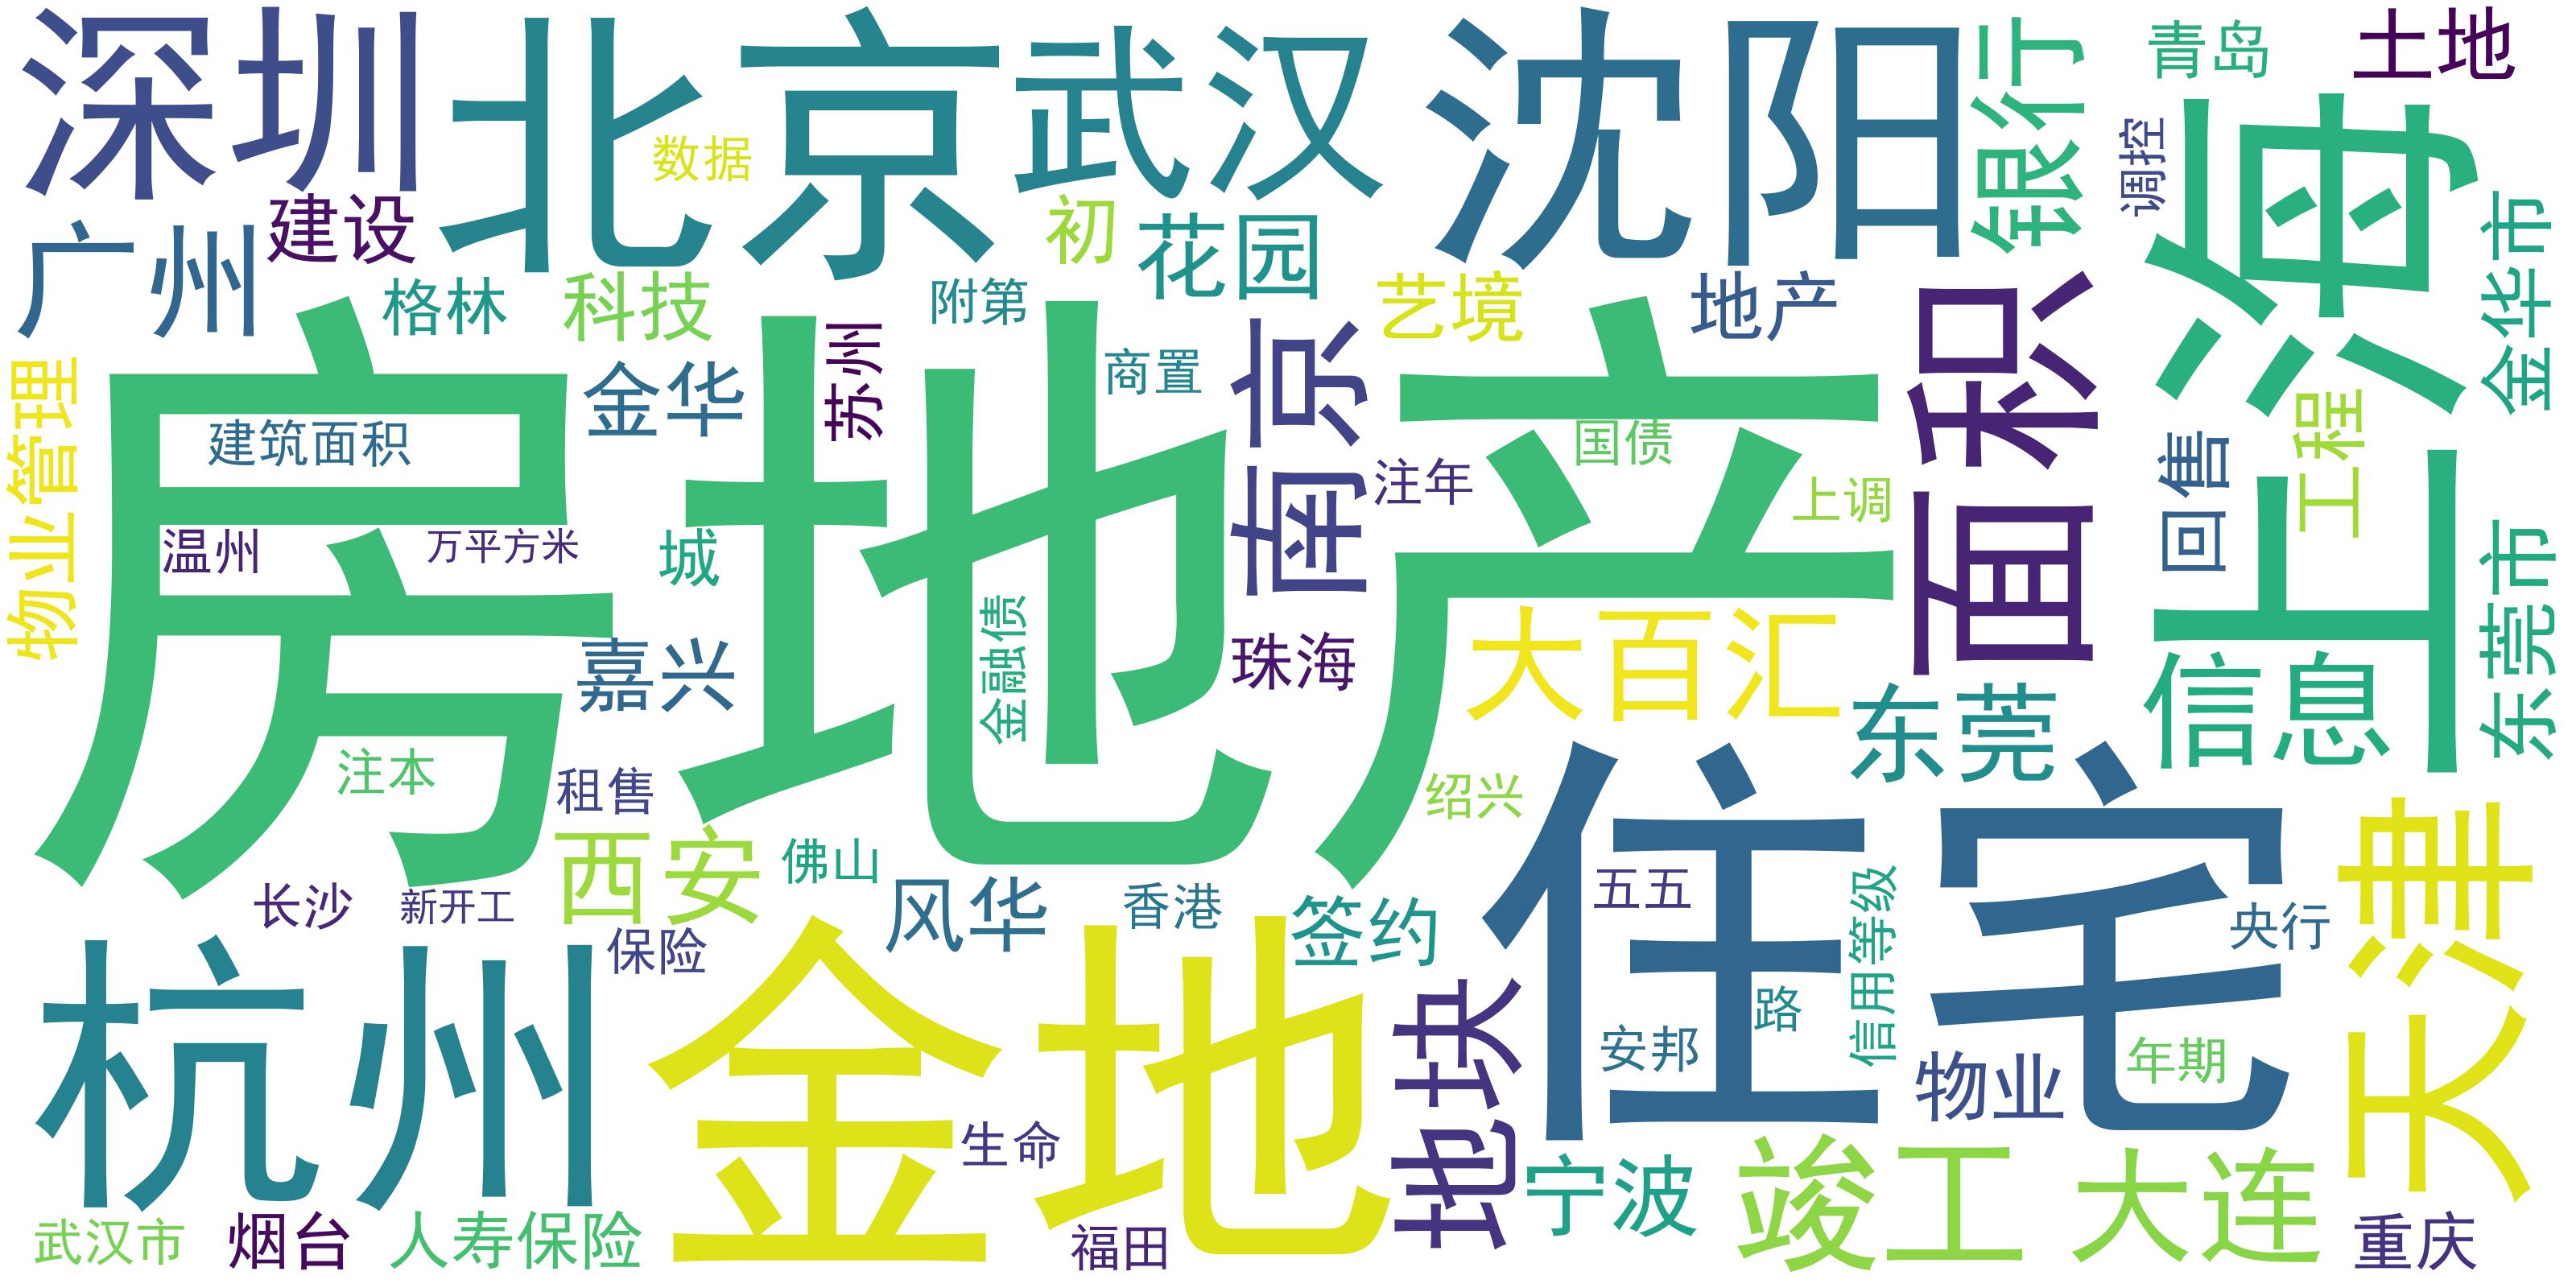 深圳
北京
武汉
沈阳
银行
青岛
土地
数据
调控
上海
建设
广州
初
花园
金华市
格林
科技
附第
艺境
地产
面积
房地产
苏州
南京
商置
金华
物业管理
建筑面积
国债
注年
上调
回售
工程
温州
万平方米
城
东莞市
金融债
大百汇
嘉兴
珠海
信息
东莞
注本
租售
绍兴
住宅
天津
西安
佛山
五五
信用等级
长沙
新开工
风华
香港
签约
央行
保险
杭州
金地
地块
路
安邦
年期
物业
生命
宁波
竣工
大连
武汉市
烟台
人寿保险
福田
重庆